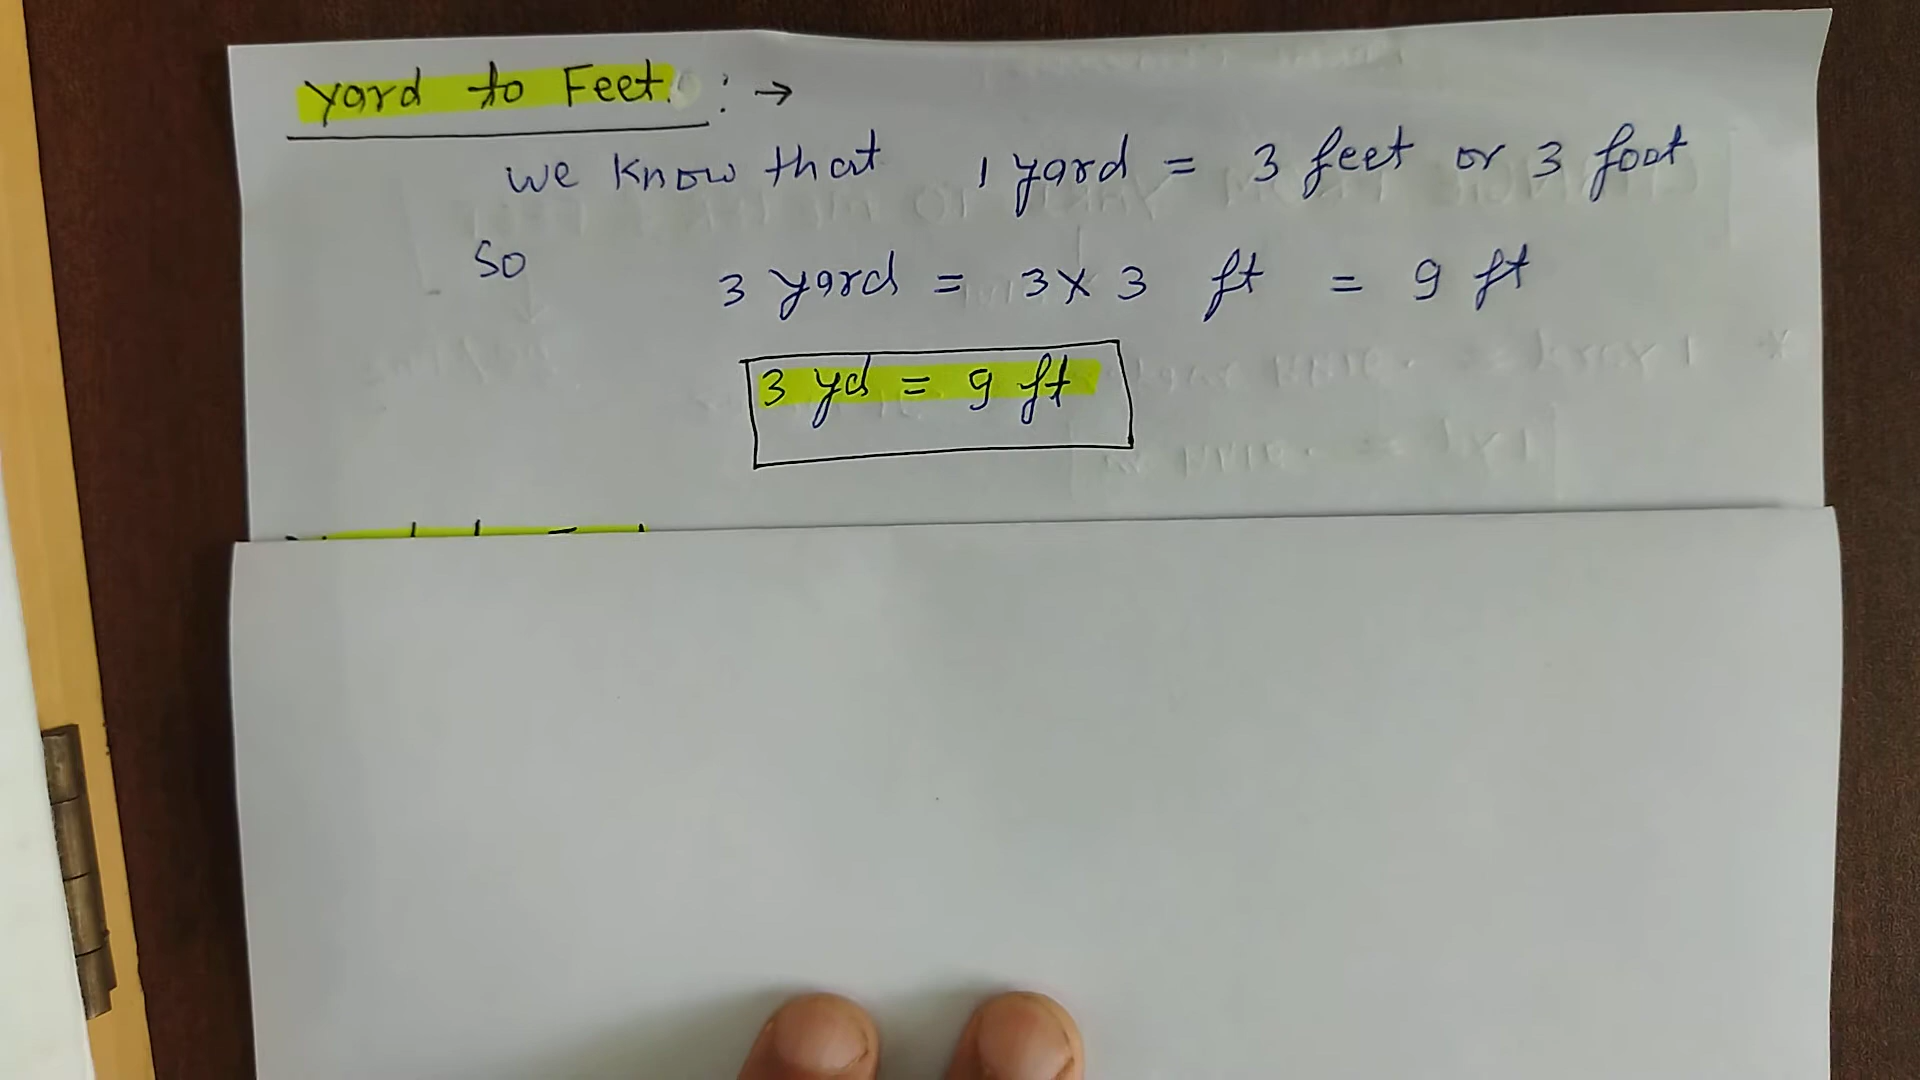 Yard to Feet. : →
We know that 1 yard = 3 feet or 3 foot
So
3 yard = 3 x 3 ft = 9 ft
3 yd = 9 ft